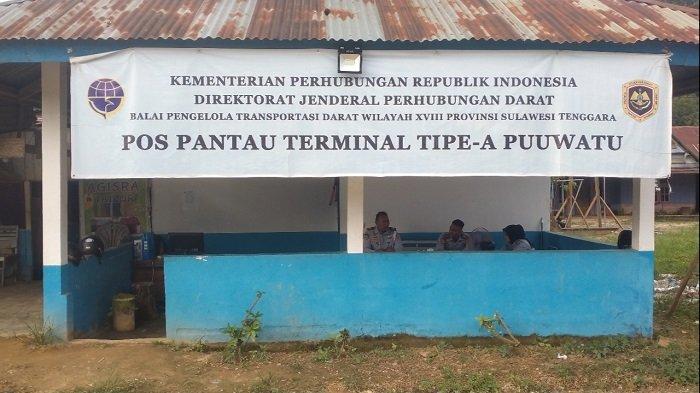 KEMENTERIAN PERHUBUNGAN REPUBLIK INDONESIA
DIREKTORAT JENDERAL PERHUBUNGAN DARAT
BALAI PENGELOLA TRANSPORTASI DARAT WILAYAH XVIII PROVINSI SULAWESI TENGGARA
POS PANTAU TERMINAL TIPE-A PUUWATU
AGISRA